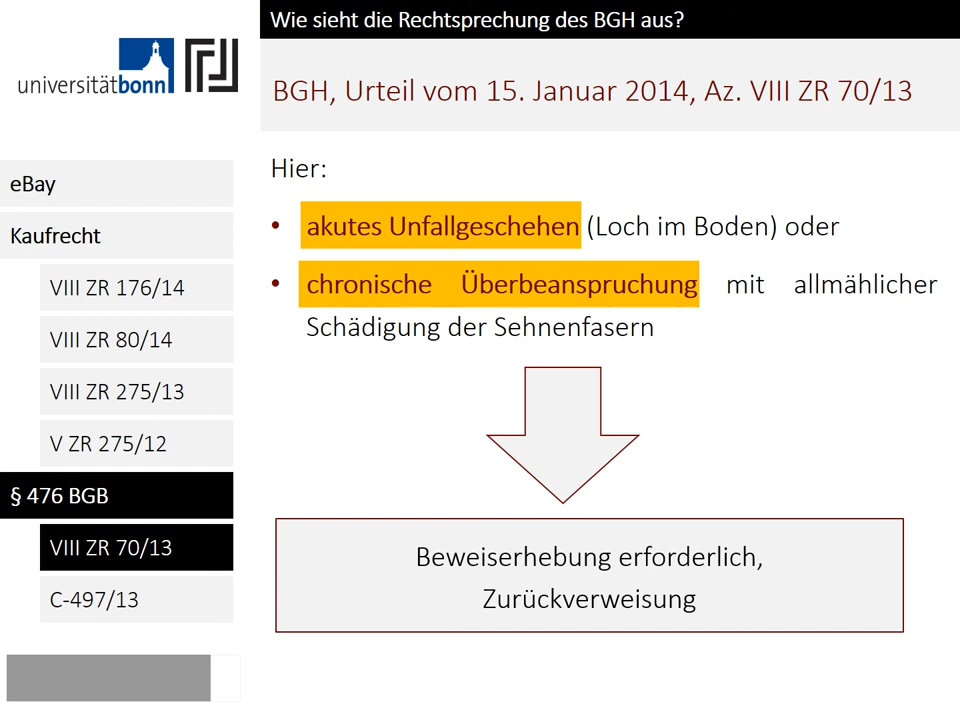 Wie sieht die Rechtsprechung des BGH aus?
universitätbonn
BGH, Urteil vom 15. Januar 2014, Az. VIII ZR 70/13
eBay
Kaufrecht
VIII ZR 176/14
VIII ZR 80/14
VIII ZR 275/13
V ZR 275/12
§ 476 BGB
VIII ZR 70/13
C-497/13
Hier:
• akutes Unfallgeschehen (Loch im Boden) oder
• chronische Überbeanspruchung mit allmählicher
Schädigung der Sehnenfasern
Beweiserhebung erforderlich,
Zurückverweisung